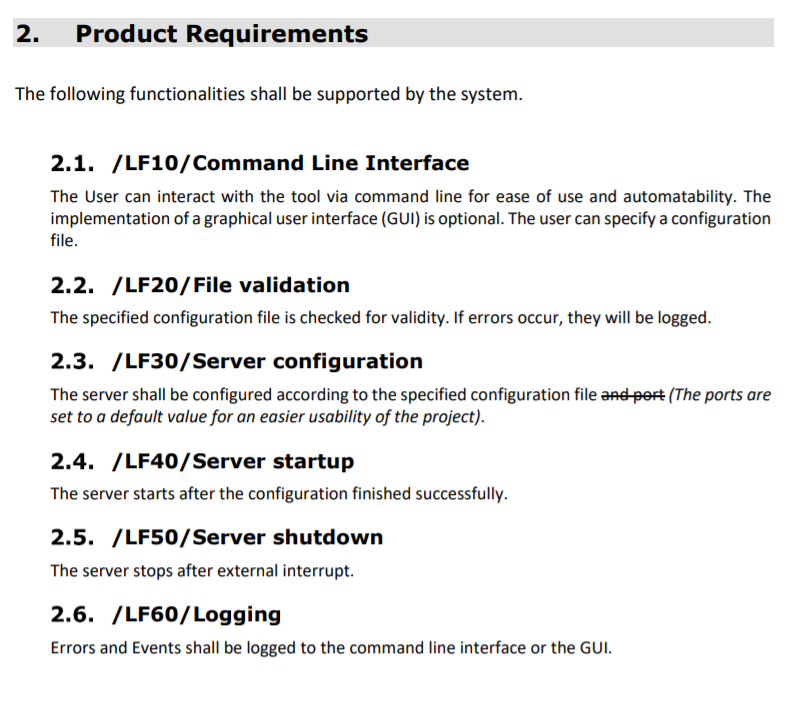 2. Product Requirements
The following functionalities shall be supported by the system.
2.1. /LF10/Command Line Interface
The User can interact with the tool via command line for ease of use and automatability. The
implementation of a graphical user interface (GUI) is optional. The user can specify a configuration
file.
2.2. /LF20/File validation
The specified configuration file is checked for validity. If errors occur, they will be logged.
2.3. /LF30/Server configuration
The server shall be configured according to the specified configuration file and port (The ports are
set to a default value for an easier usability of the project).
2.4. /LF40/Server startup
The server starts after the configuration finished successfully.
2.5. /LF50/Server shutdown
The server stops after external interrupt.
2.6. /LF60/Logging
Errors and Events shall be logged to the command line interface or the GUI.